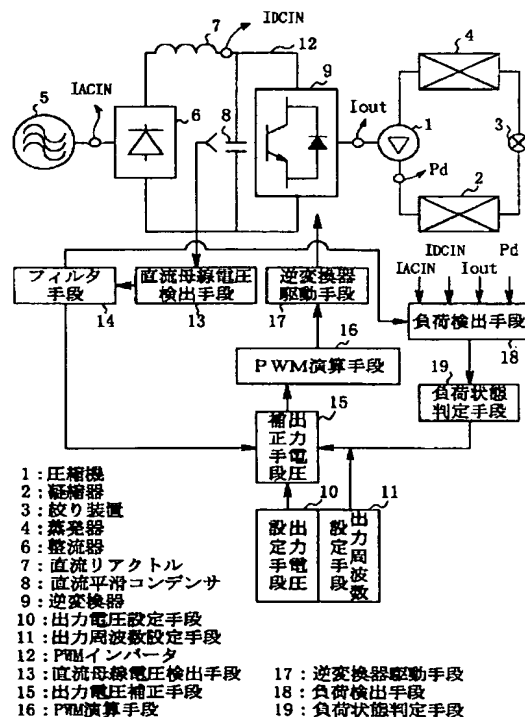 7
IDCIN
12
4
IACIN
9
5
6
8
Iout
1
3
Pd
2
IDCIN
Pd
IACIN
Iout
フィルタ
手段
直流母線電圧
検出手段
逆変換器
駆動手段
負荷検出手段
14
13
17
16
18
PWM演算手段
19
負荷状態
判定手段
15
出力電圧
補正手段
10
11
出力電圧
設定手段
出力周波数
設定手段
1:圧縮機
2:凝縮器
3:絞り装置
4:蒸発器
6:整流器
7:直流リアクトル
8:直流平滑コンデンサ
9:逆変換器
10:出力電圧設定手段
11:出力周波数設定手段
12:PWMインバータ
13:直流母線電圧検出手段
15:出力電圧補正手段
16:PWM演算手段
17:逆変換器駆動手段
18:負荷検出手段
19:負荷状態判定手段